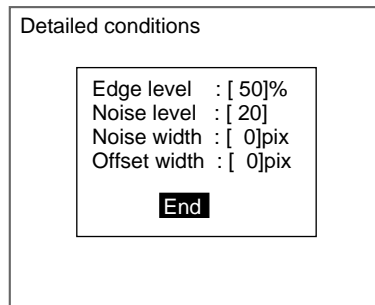 Detailed conditions
Edge level : [ 50]%
Noise level : [ 20]
Noise width : [ 0]pix
Offset width : [ 0]pix
End